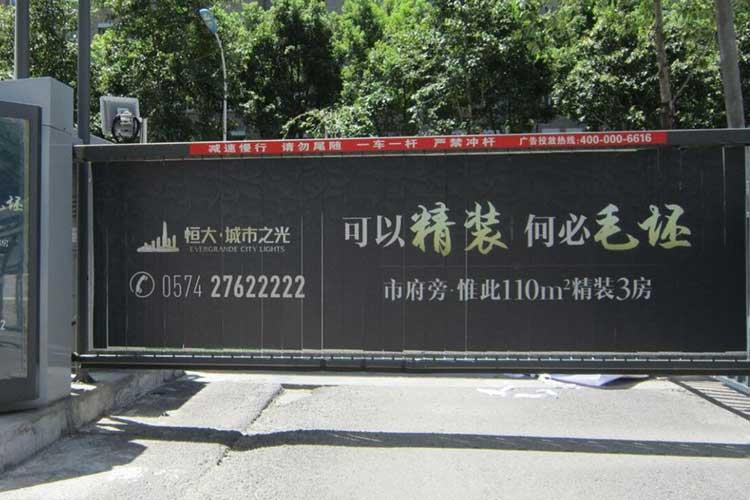 减速慢行 请勿尾随 一车一杆 严禁冲杆 广告投放热线:400-000-6616
恒大·城市之光
EVERGRANDE CITY LIGHTS
0574 27622222
可以精装 何必毛坯
市府旁·惟此110m²精装3房